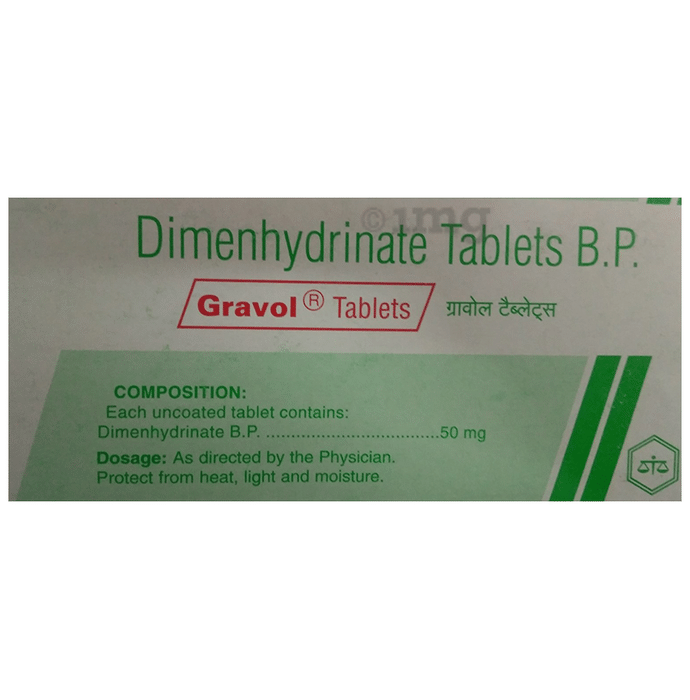 ©1mg
Dimenhydrinate Tablets B.P.
Gravol® Tablets ग्रावोल टैब्लेट्स
COMPOSITION:
Each uncoated tablet contains:
Dimenhydrinate B.P. ....................................50 mg
Dosage: As directed by the Physician.
Protect from heat, light and moisture.